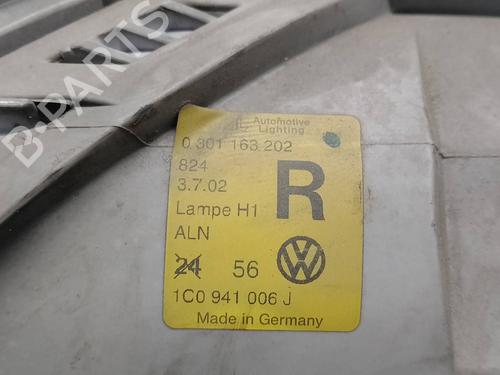 B-PARTS
AL Automotive
Lighting
0 301 163 202
824
3.7.02
R
Lampe H1
ALN
24 56
1C0 941 006 J
Made in Germany